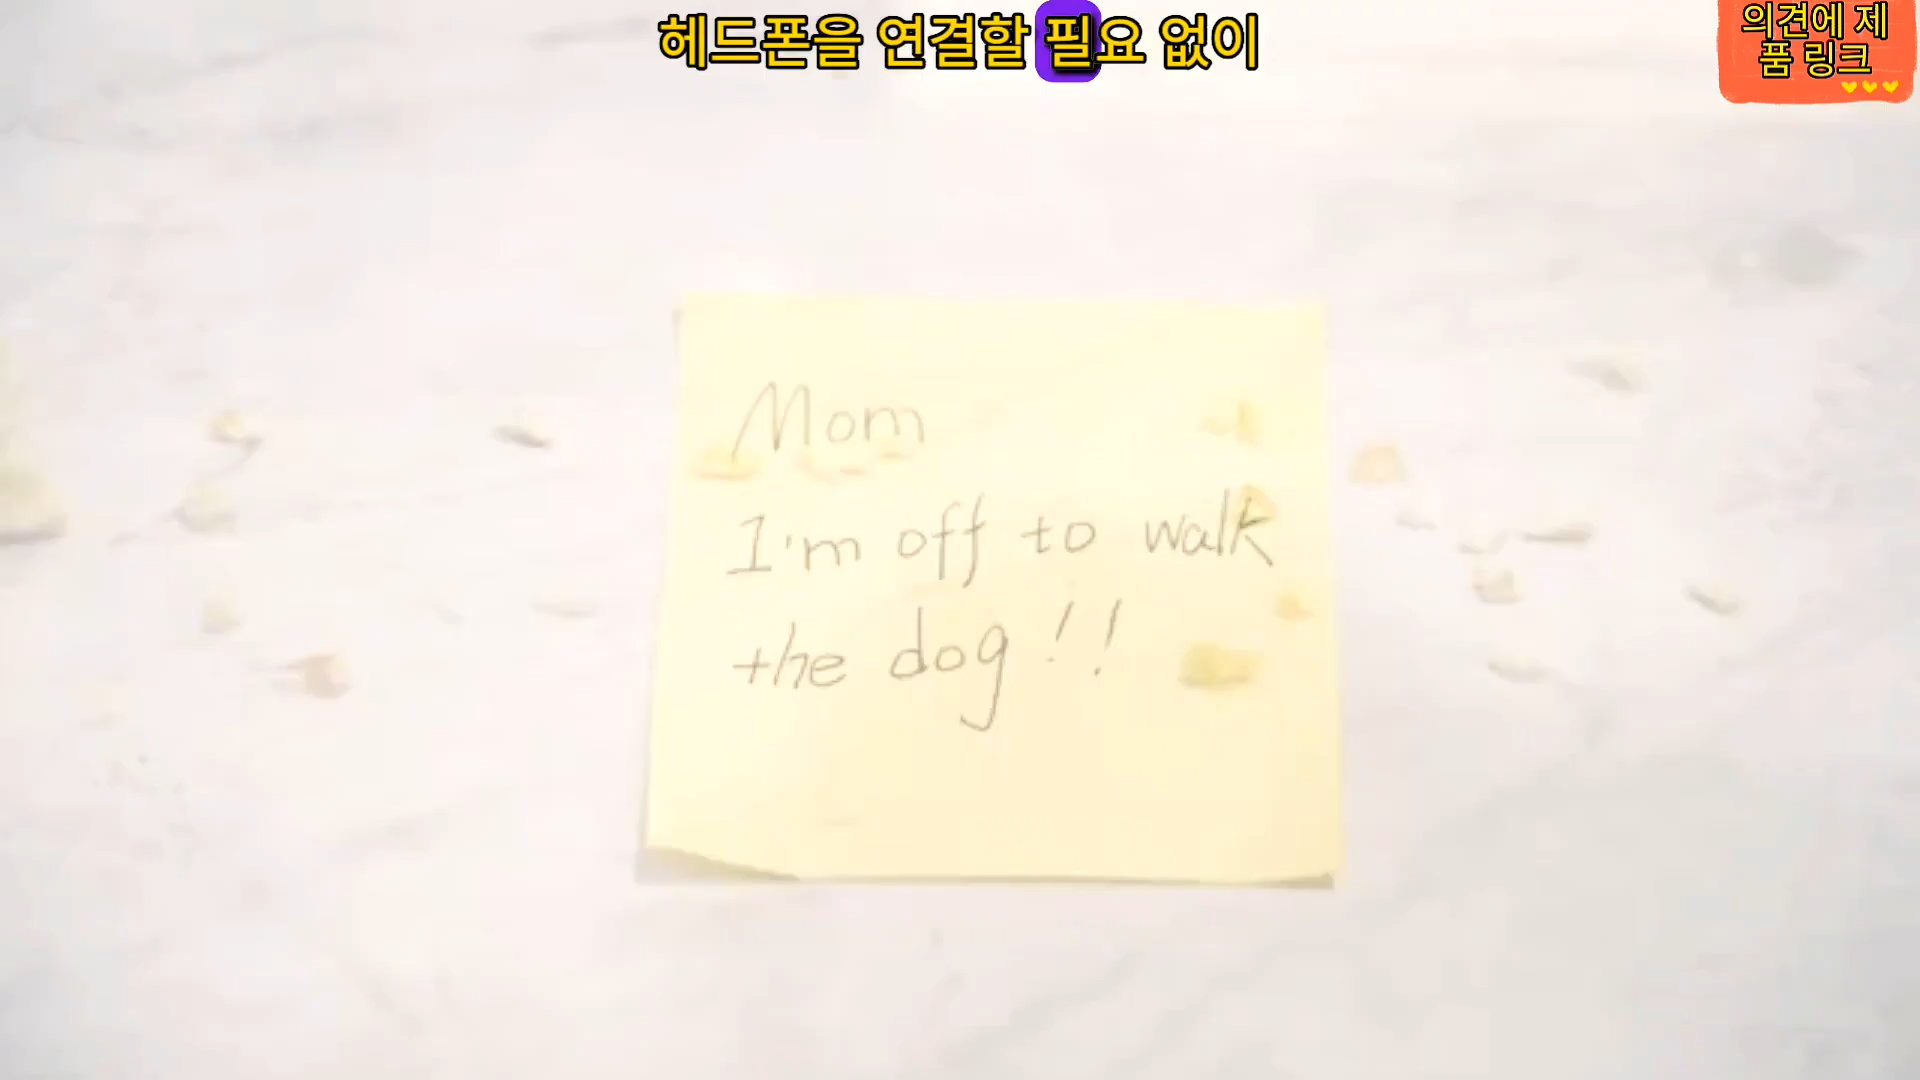 헤드폰을 연결할 필요 없이
의견에 제
품 링크
Mom
I'm off to walk
the dog!!